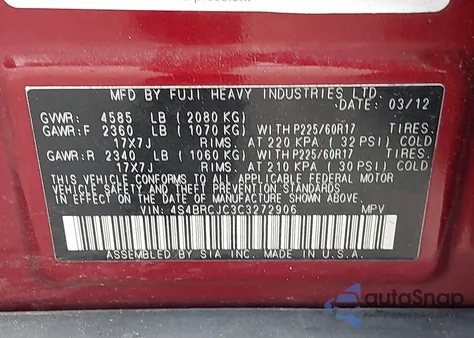 MFD BY FUJI HEAVY INDUSTRIES LTD.
DATE: 03/12
GVWR: 4585 LB (2080 KG)
GAWR:F 2360 LB (1070 KG) WITH P225/60R17 TIRES.
17X7J RIMS, AT 220 KPA (32 PSI) COLD
GAWR:R 2340 LB (1060 KG) WITH P225/60R17 TIRES.
17X7J RIMS, AT 210 KPA (30 PSI) COLD
THIS VEHICLE CONFORMS TO ALL APPLICABLE FEDERAL MOTOR
VEHICLE SAFETY, BUMPER, AND THEFT PREVENTION STANDARDS
IN EFFECT ON THE DATE OF MANUFACTURE SHOWN ABOVE.
VIN: 4S4BRCJC3C3272906 MPV
ASSEMBLED BY SIA INC. MADE IN U.S.A.
autoSnap